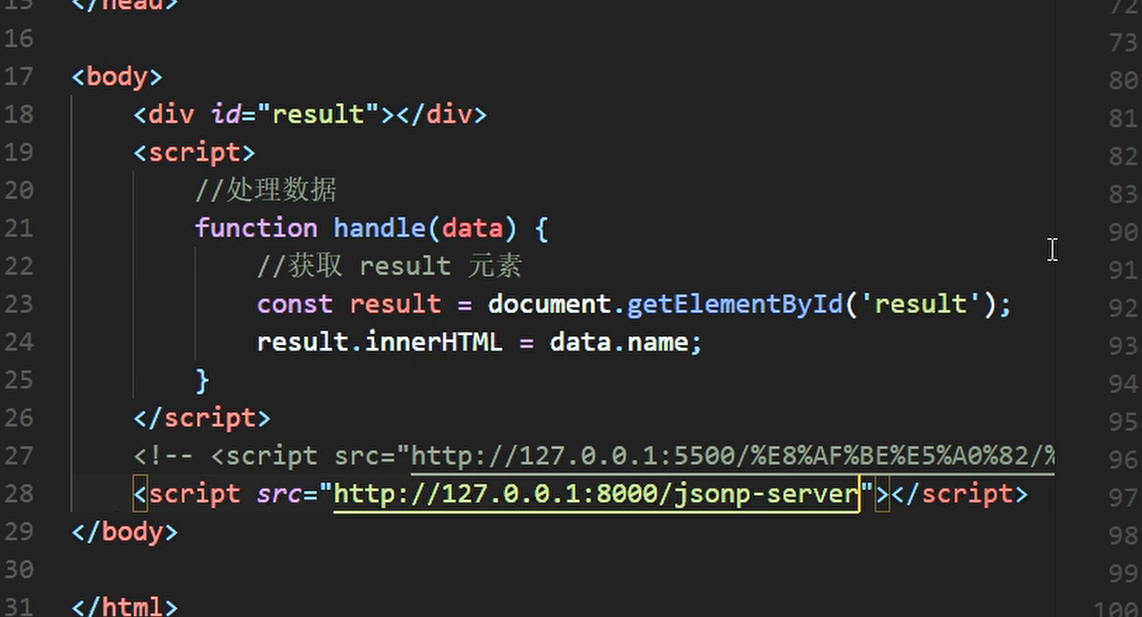 15 </head>
16
17 <body>
18 <div id="result"></div>
19 <script>
20 //处理数据
21 function handle(data) {
22 //获取 result 元素
23 const result = document.getElementById('result');
24 result.innerHTML = data.name;
25 }
26 </script>
27 <!-- <script src="http://127.0.0.1:5500/%E8%AF%BE%E5%A0%82/%
28 <script src="http://127.0.0.1:8000/jsonp-server"></script>
29 </body>
30
31 </html>
72
73
80
81
82
83
90
91
92
93
94
95
96
97
98
99
100